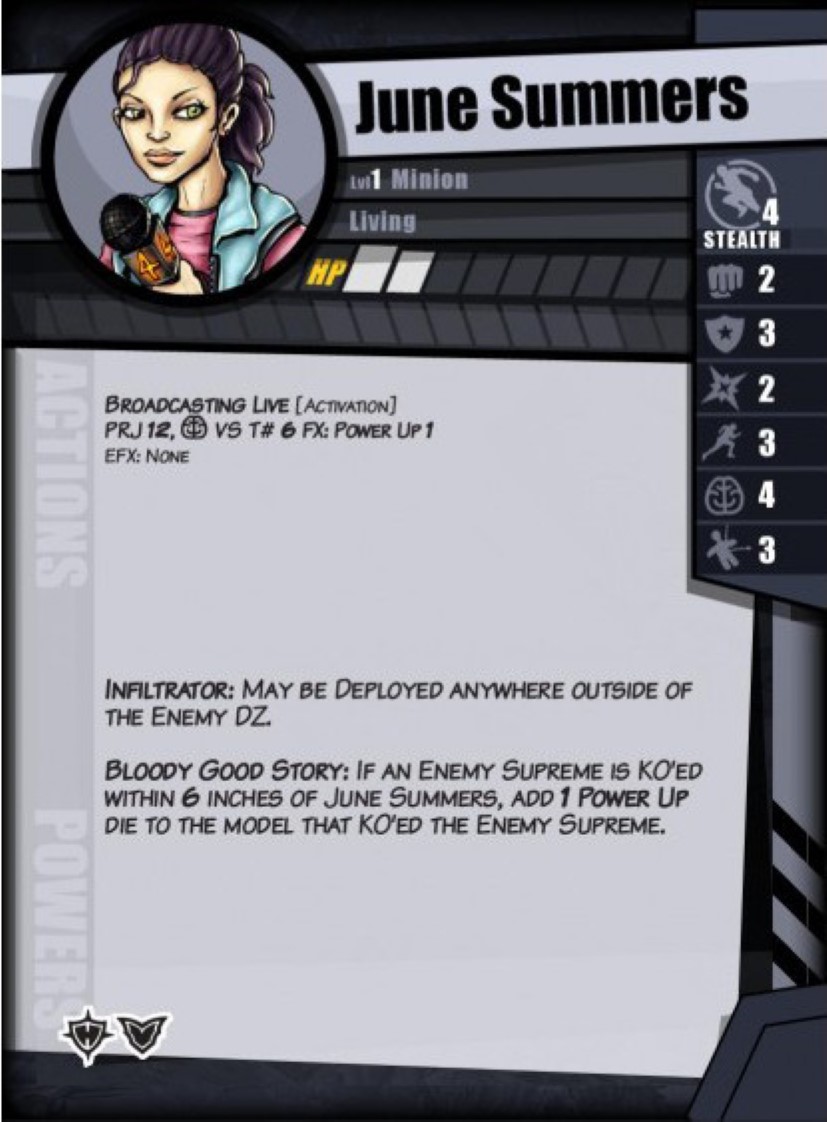 June Summers
Lvl1 Minion
Living
HP
4
STEALTH
2
3
2
3
4
3
ACTIONS
BROADCASTING LIVE [ACTIVATION]
PRJ 12, VS T# 6 FX: POWER UP 1
EFX: NONE
POWERS
INFILTRATOR: MAY BE DEPLOYED ANYWHERE OUTSIDE OF
THE ENEMY DZ.
BLOODY GOOD STORY: IF AN ENEMY SUPREME IS KO'ED
WITHIN 6 INCHES OF JUNE SUMMERS, ADD 1 POWER UP
DIE TO THE MODEL THAT KO'ED THE ENEMY SUPREME.